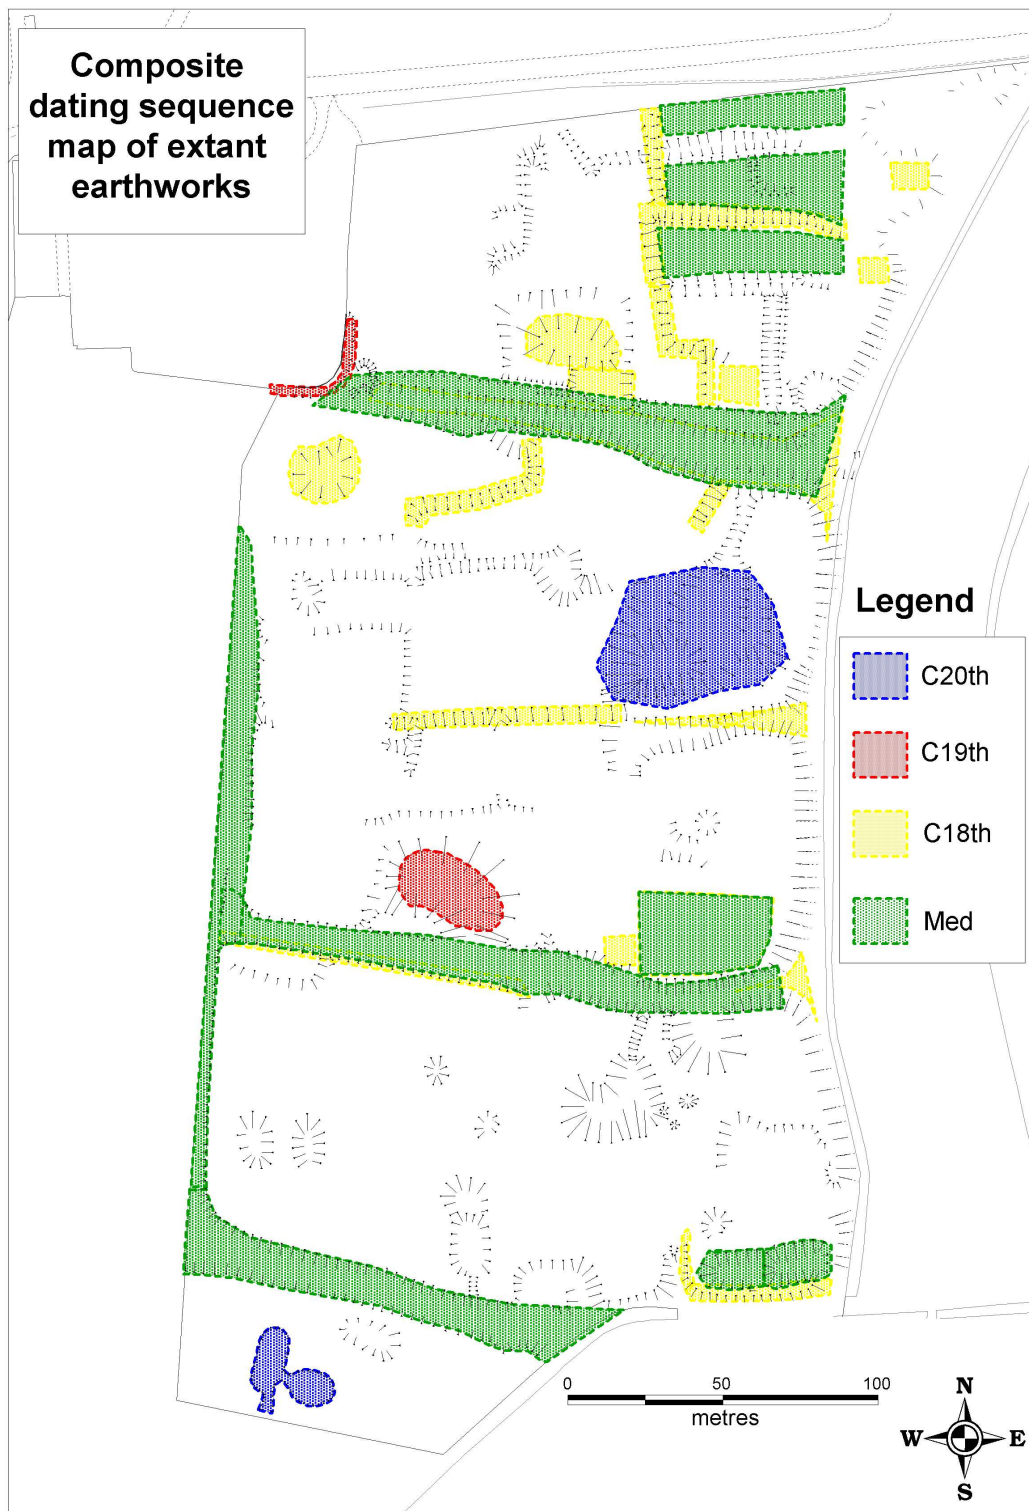 Composite
dating sequence
map of extant
earthworks
Legend
C20th
C19th
C18th
Med
0 50 100
metres
N
W E
S